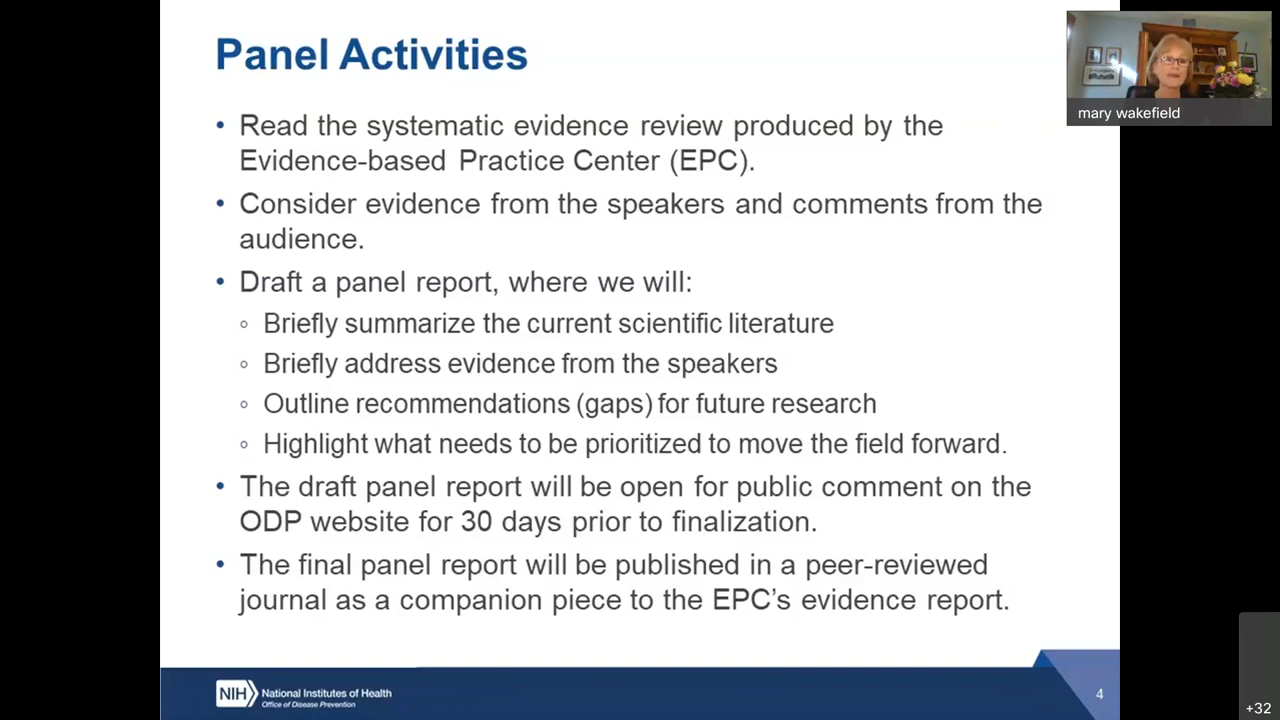 Panel Activities
mary wakefield
• Read the systematic evidence review produced by the
Evidence-based Practice Center (EPC).
• Consider evidence from the speakers and comments from the
audience.
• Draft a panel report, where we will:
◦ Briefly summarize the current scientific literature
◦ Briefly address evidence from the speakers
◦ Outline recommendations (gaps) for future research
◦ Highlight what needs to be prioritized to move the field forward.
• The draft panel report will be open for public comment on the
ODP website for 30 days prior to finalization.
• The final panel report will be published in a peer-reviewed
journal as a companion piece to the EPC’s evidence report.
NIH National Institutes of Health
Office of Disease Prevention
4
+32